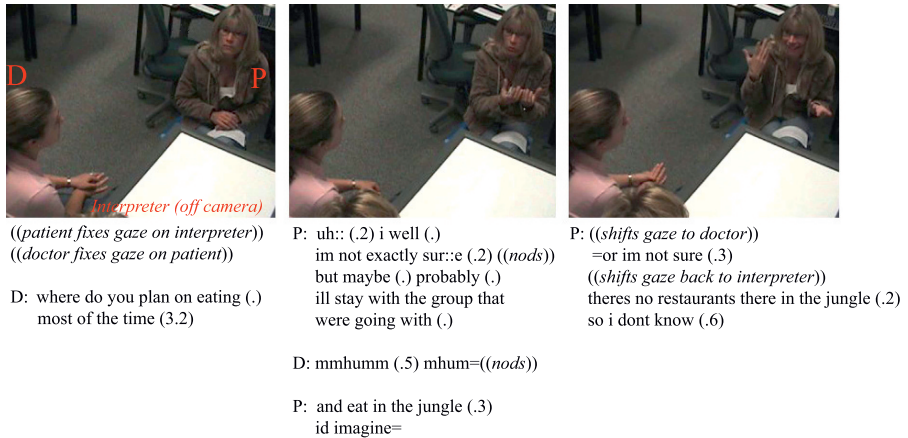 D
P
Interpreter (off camera)
((patient fixes gaze on interpreter))
((doctor fixes gaze on patient))
D: where do you plan on eating (.)
most of the time (3.2)
P: uh:: (.2) i well (.)
im not exactly sur::e (.2) ((nods))
but maybe (.) probably (.)
ill stay with the group that
were going with (.)
D: mmhumm (.5) mhum=((nods))
P: and eat in the jungle (.3)
id imagine=
P: ((shifts gaze to doctor))
=or im not sure (.3)
((shifts gaze back to interpreter))
theres no restaurants there in the jungle (.2)
so i dont know (.6)